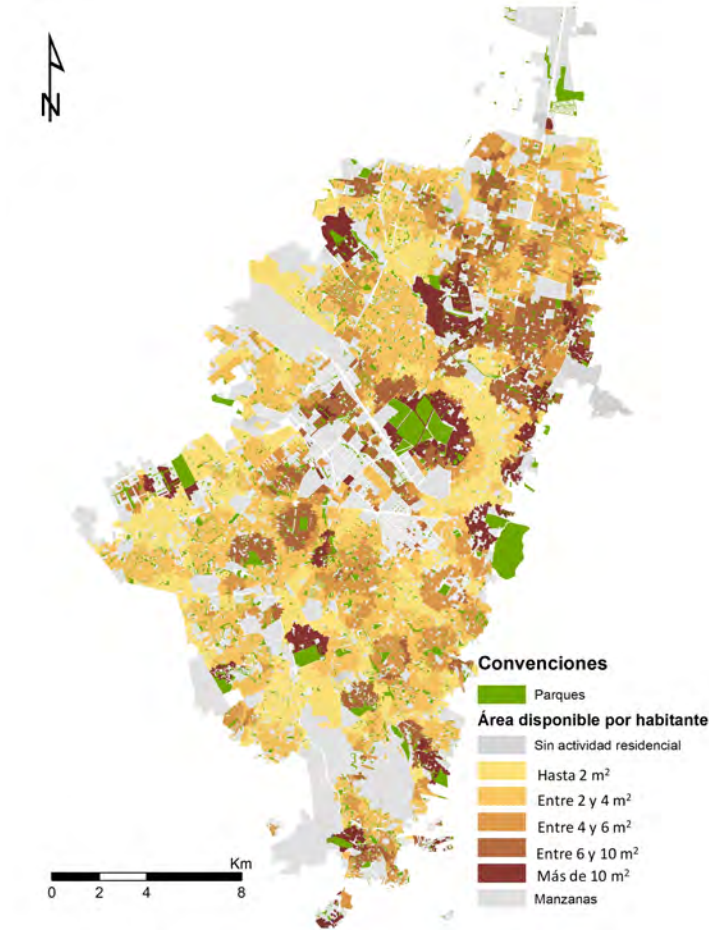 N
Convenciones
Parques
Área disponible por habitante
Sin actividad residencial
Hasta 2 m²
Entre 2 y 4 m²
Entre 4 y 6 m²
Entre 6 y 10 m²
Más de 10 m²
Manzanas
Km
0 2 4 8